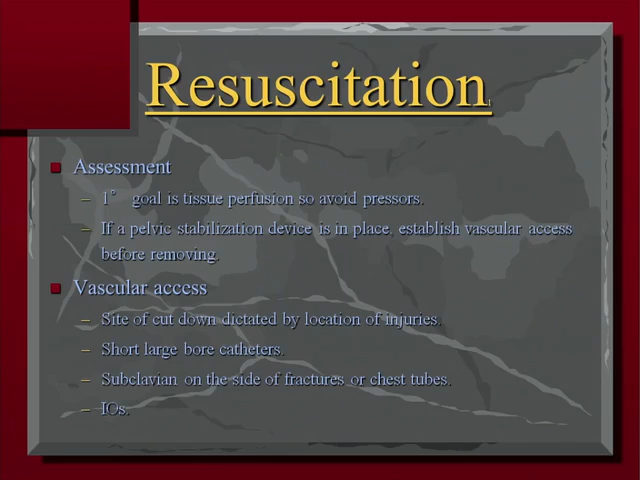 Resuscitation
Assessment
– 1° goal is tissue perfusion so avoid pressors.
– If a pelvic stabilization device is in place, establish vascular access
before removing.
Vascular access
– Site of cut down dictated by location of injuries.
– Short large bore catheters.
– Subclavian on the side of fractures or chest tubes.
– IOs.